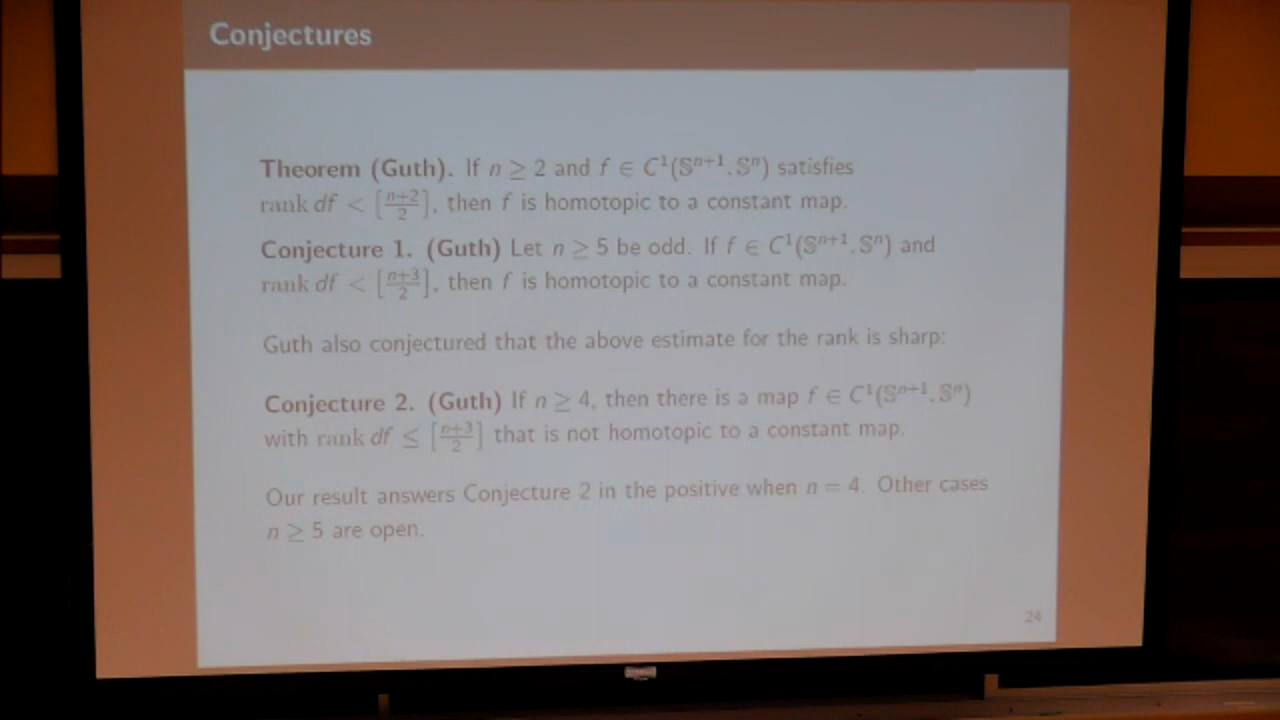 Conjectures
Theorem (Guth). If n ≥ 2 and f ∈ C¹(𝕊ⁿ⁺¹, 𝕊ⁿ) satisfies
rank df < [n+2/2], then f is homotopic to a constant map.
Conjecture 1. (Guth) Let n ≥ 5 be odd. If f ∈ C¹(𝕊ⁿ⁺¹, 𝕊ⁿ) and
rank df < [n+3/2], then f is homotopic to a constant map.
Guth also conjectured that the above estimate for the rank is sharp:
Conjecture 2. (Guth) If n ≥ 4, then there is a map f ∈ C¹(𝕊ⁿ⁺¹, 𝕊ⁿ)
with rank df ≤ [n+3/2] that is not homotopic to a constant map.
Our result answers Conjecture 2 in the positive when n = 4. Other cases
n ≥ 5 are open.
24